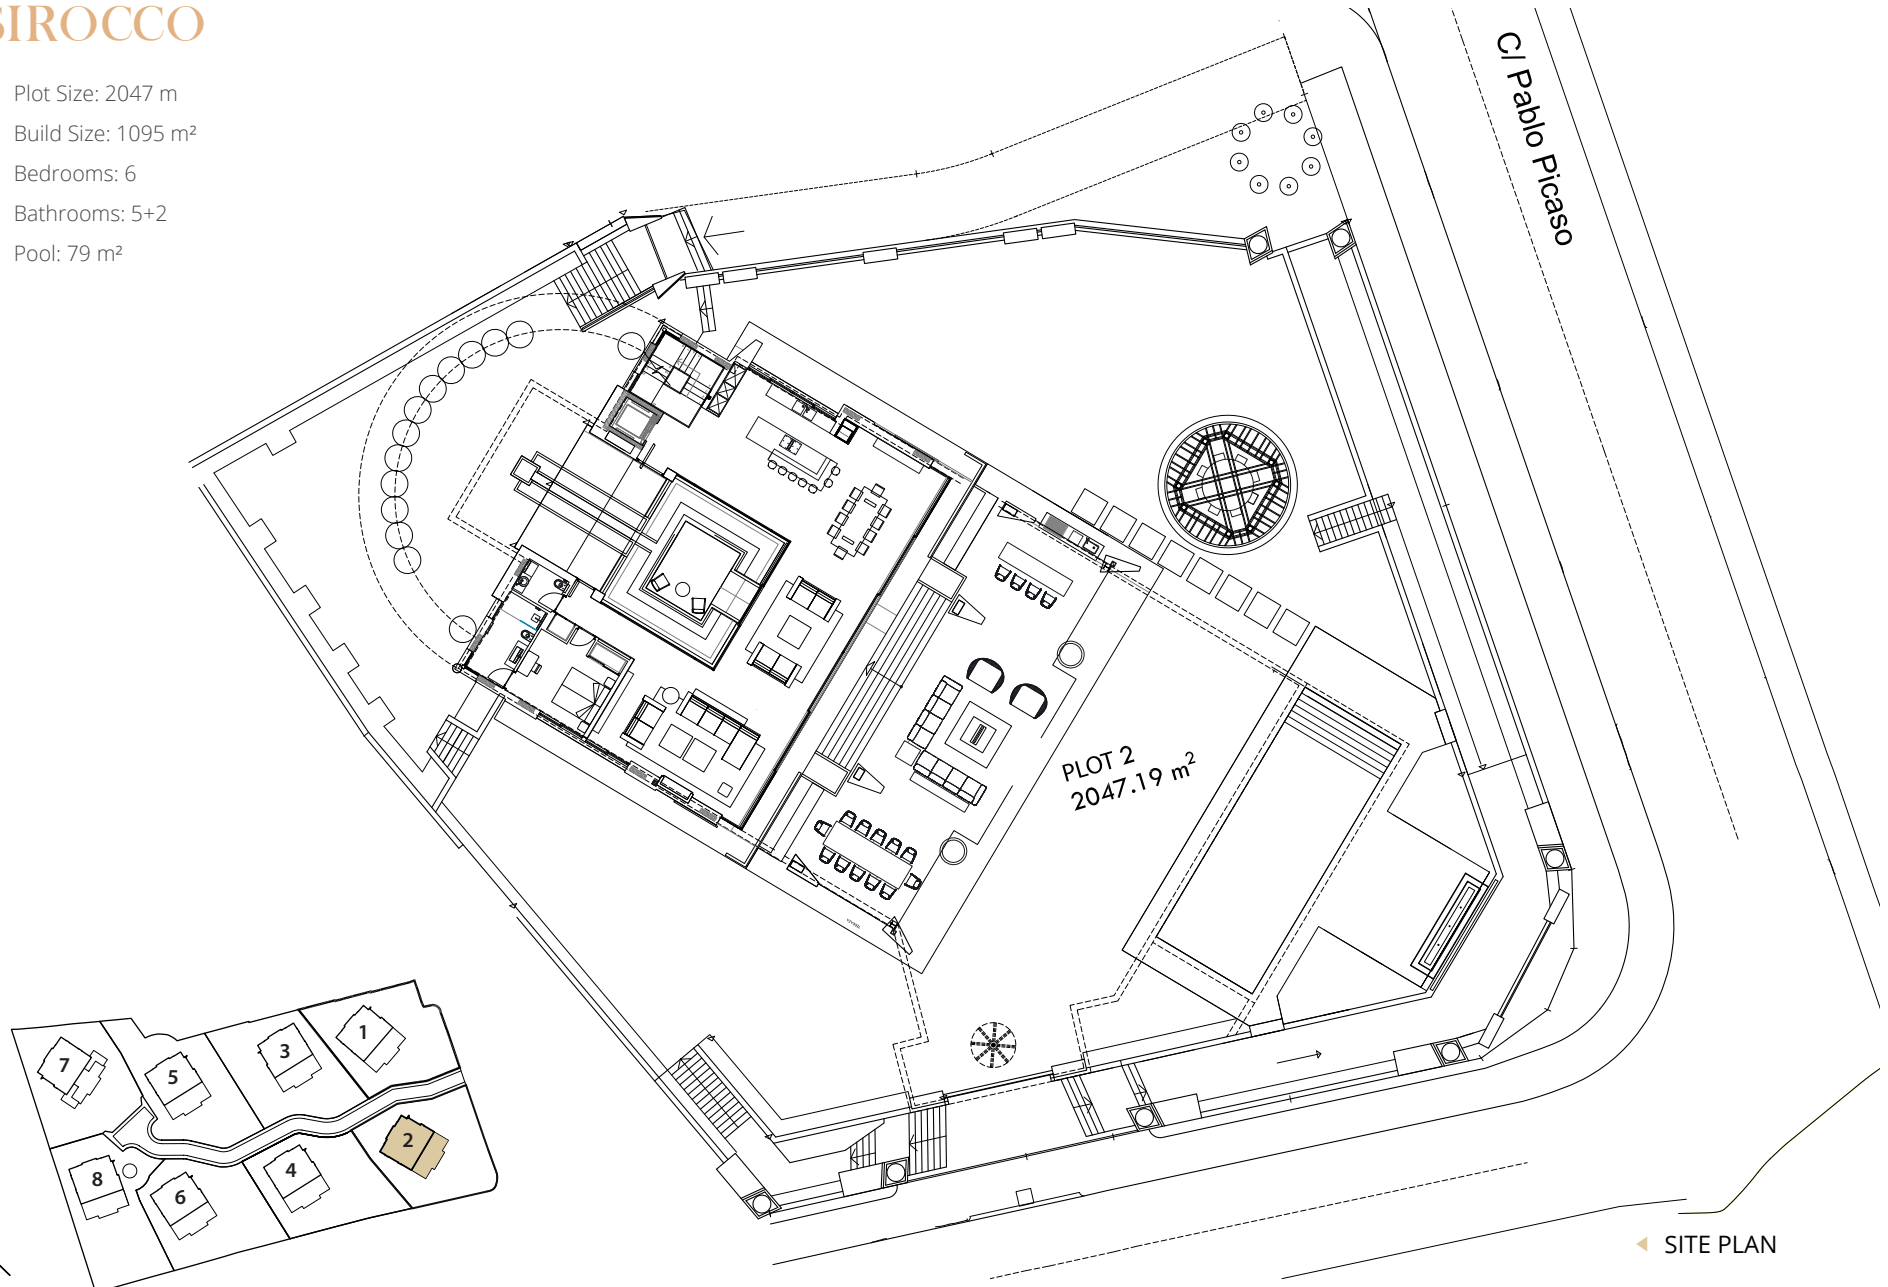 SIROCCO
Plot Size: 2047 m
Build Size: 1095 m²
Bedrooms: 6
Bathrooms: 5+2
Pool: 79 m²
C/ Pablo Picaso
PLOT 2
2047.19 m²
1
3
5
7
2
4
6
8
SITE PLAN